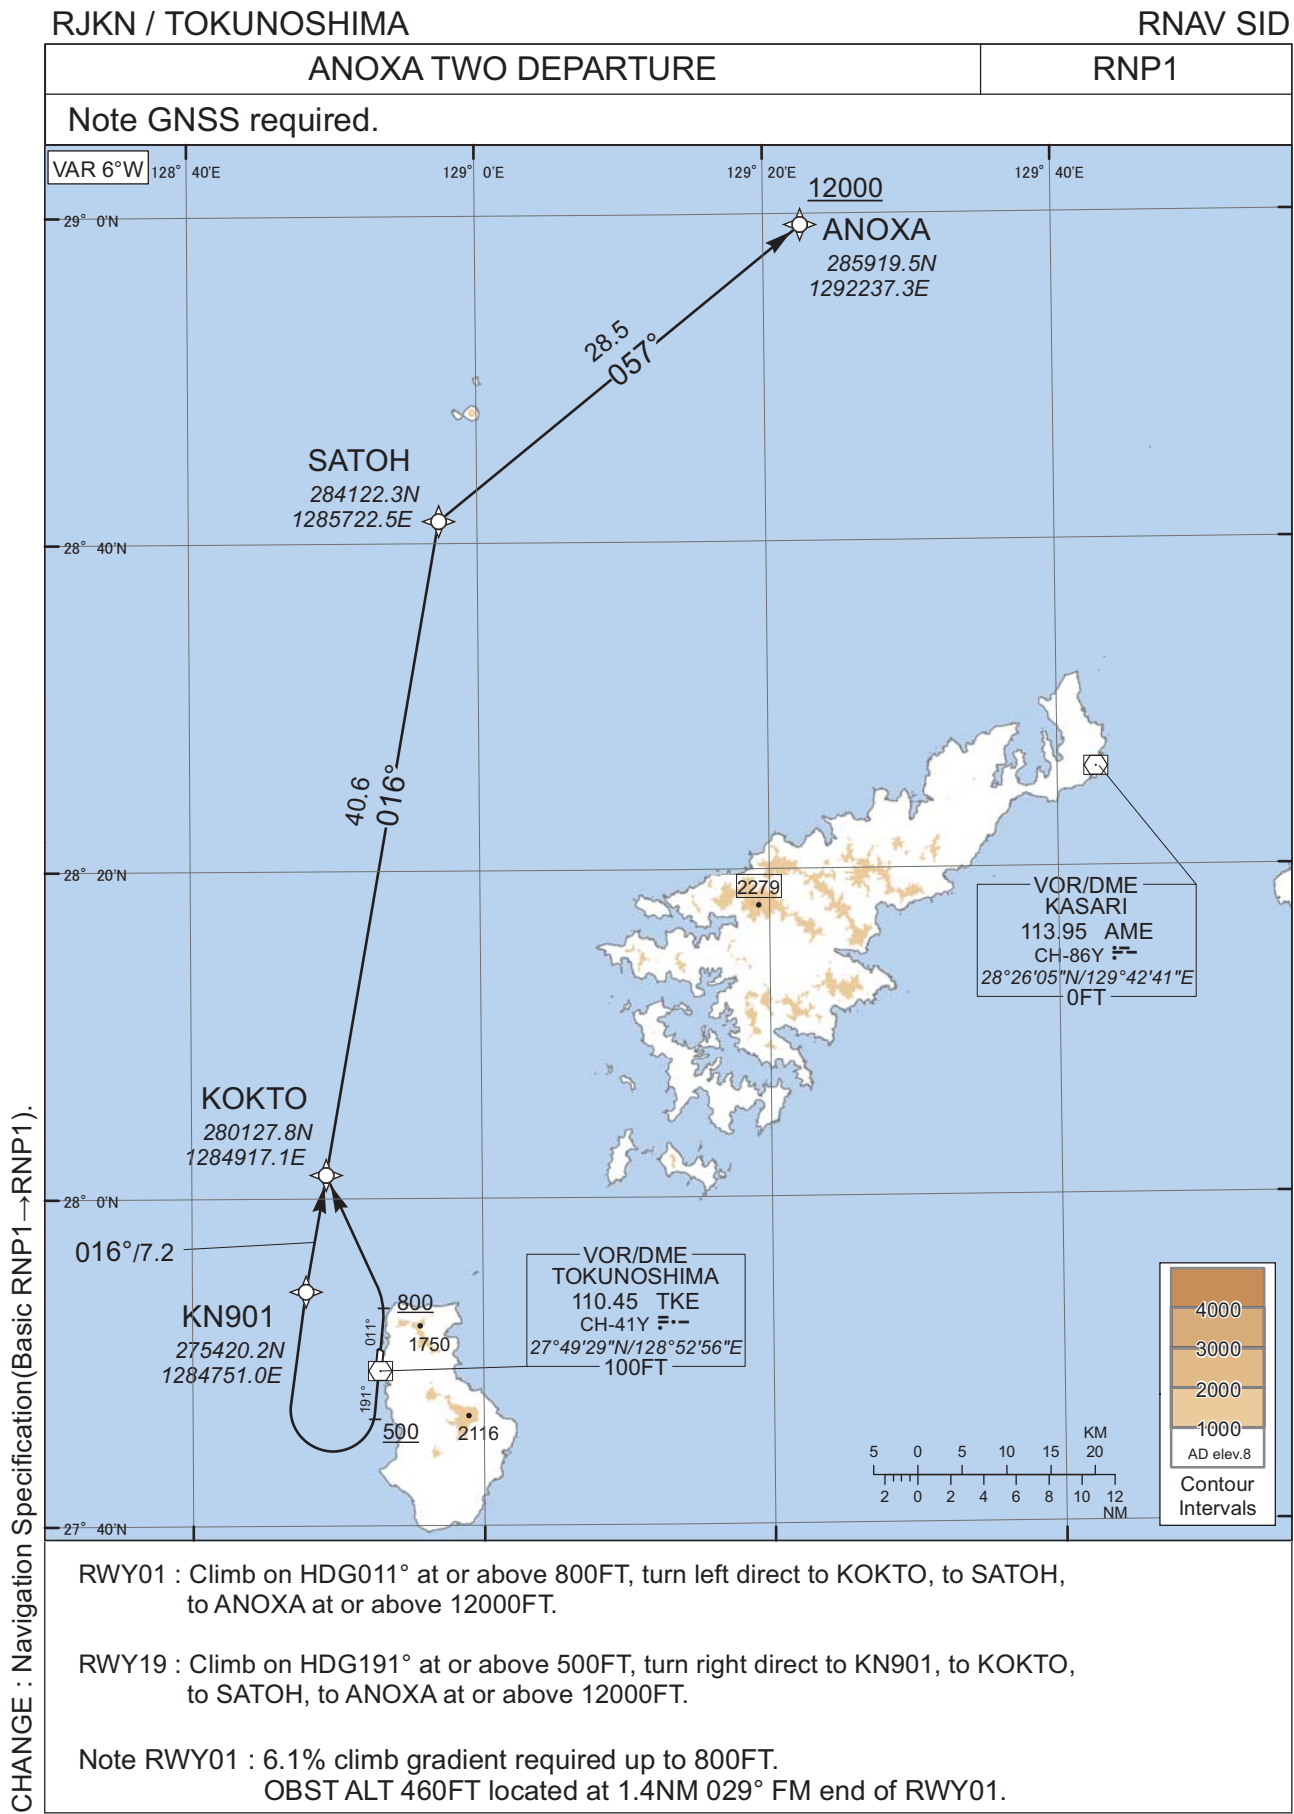 RJKN / TOKUNOSHIMA
RNAV SID
ANOXA TWO DEPARTURE
RNP1
Note GNSS required.
VAR 6°W
128° 40'E
129° 0'E
129° 20'E
129° 40'E
12000
29° 0'N
ANOXA
285919.5N
1292237.3E
28.5
057°
SATOH
284122.3N
1285722.5E
28° 40'N
40.6
016°
28° 20'N
2279
VOR/DME
KASARI
113.95 AME
CH-86Y
28°26'05"N/129°42'41"E
0FT
KOKTO
280127.8N
1284917.1E
28° 0'N
016°/7.2
KN901
275420.2N
1284751.0E
800
011°
1750
191°
500
2116
VOR/DME
TOKUNOSHIMA
110.45 TKE
CH-41Y
27°49'29"N/128°52'56"E
100FT
4000
3000
2000
1000
AD elev.8
Contour
Intervals
KM
5 0 5 10 15 20
2 0 2 4 6 8 10 12
NM
27° 40'N
RWY01 : Climb on HDG011° at or above 800FT, turn left direct to KOKTO, to SATOH,
to ANOXA at or above 12000FT.
RWY19 : Climb on HDG191° at or above 500FT, turn right direct to KN901, to KOKTO,
to SATOH, to ANOXA at or above 12000FT.
Note RWY01 : 6.1% climb gradient required up to 800FT.
OBST ALT 460FT located at 1.4NM 029° FM end of RWY01.
CHANGE : Navigation Specification(Basic RNP1→RNP1).